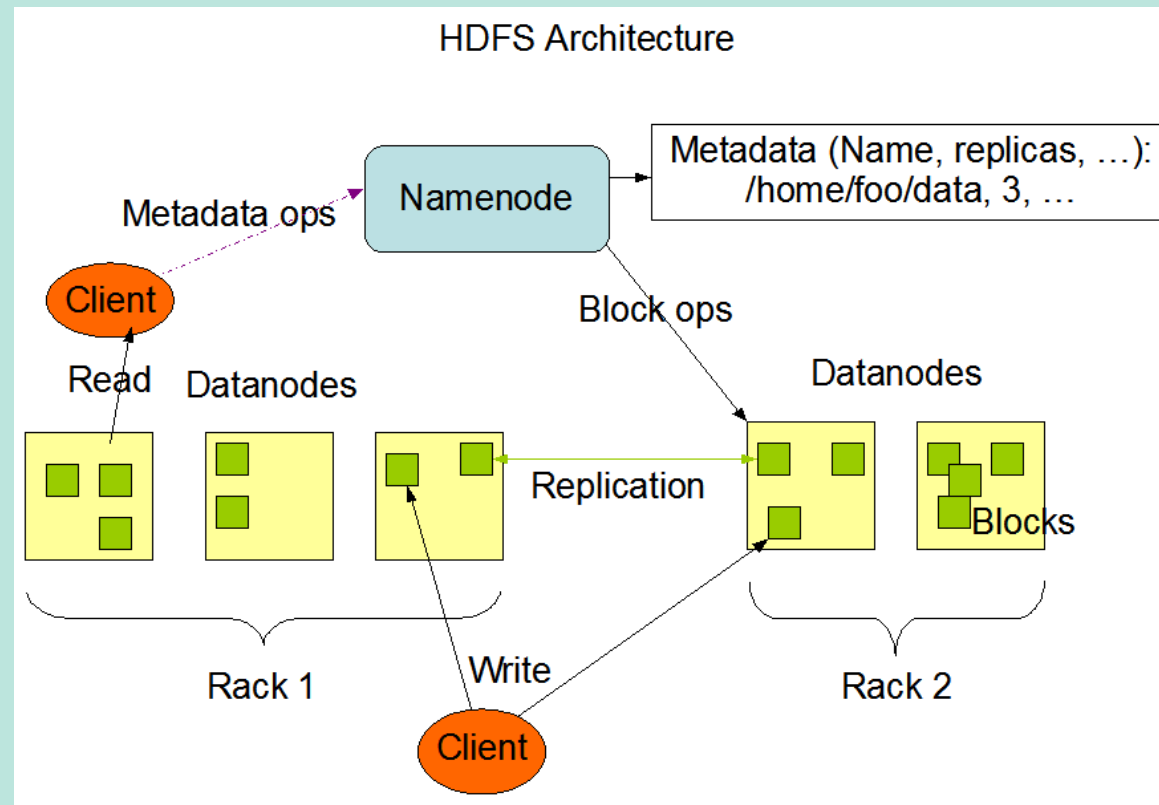 HDFS Architecture
Metadata (Name, replicas, …):
/home/foo/data, 3, …
Namenode
Metadata ops
Client
Block ops
Read
Datanodes
Datanodes
Replication
Blocks
Rack 1
Write
Rack 2
Client